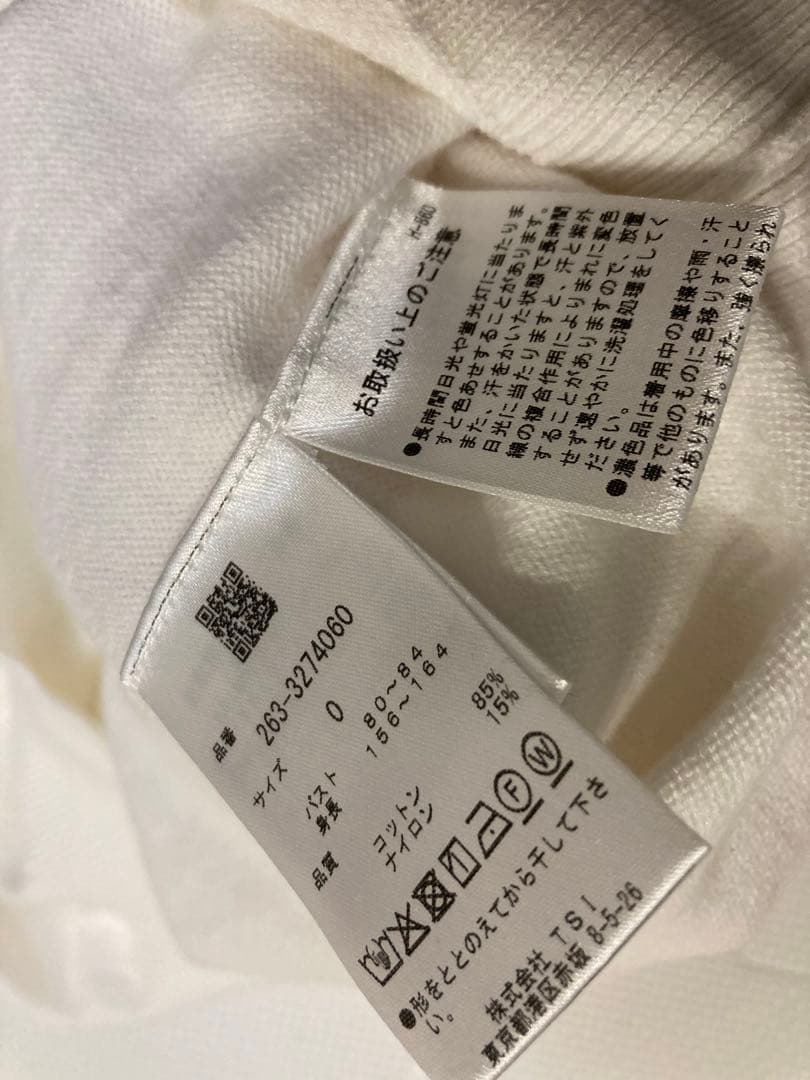 ボ-660
お取扱い上のご注意
●長時間日光や蛍光灯に当たりま
すと色あせすることがあります。
また、汗をかいた状態で長時間
日光に当たりますと、汗と紫外
線の複合作用によりまれに変色
することがありますので、放置
せず速やかに洗濯処理をしてく
ださい。
●濃色品は着用中の摩擦や雨・汗
等で他のものに色移りすること
があります。また、強く擦られ
品番 263-3274060
サイズ 0
バスト 80〜84
身長 156〜164
品質 コットン 85%
ナイロン 15%
F W
●形をととのえてから干して下さ
い。
株式会社 TSI
東京都港区赤坂 8-5-26